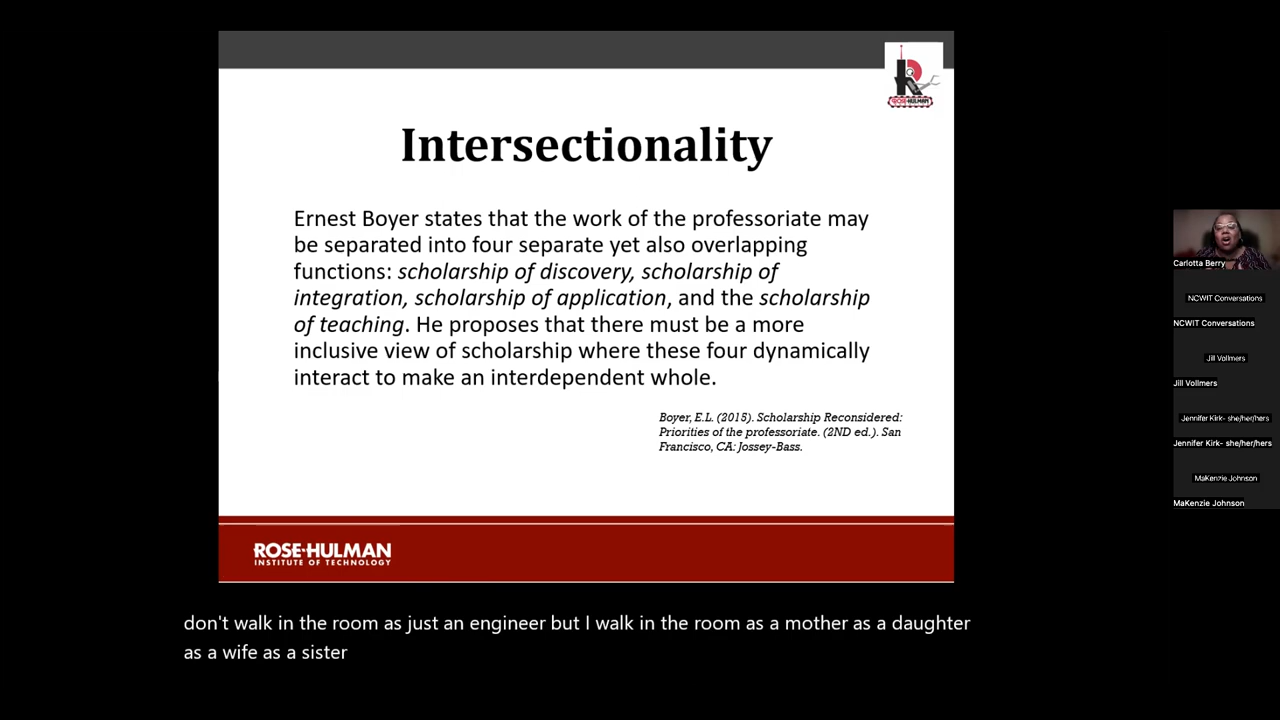 ROSE-HULMAN
Intersectionality
Ernest Boyer states that the work of the professoriate may
be separated into four separate yet also overlapping
functions: scholarship of discovery, scholarship of
integration, scholarship of application, and the scholarship
of teaching. He proposes that there must be a more
inclusive view of scholarship where these four dynamically
interact to make an interdependent whole.
Boyer, E.L. (2015). Scholarship Reconsidered:
Priorities of the professoriate. (2ND ed.). San
Francisco, CA: Jossey-Bass.
ROSE-HULMAN
INSTITUTE OF TECHNOLOGY
don't walk in the room as just an engineer but I walk in the room as a mother as a daughter
as a wife as a sister
Carlotta Berry
NCWIT Conversations
NCWIT Conversations
Jill Vollmers
Jill Vollmers
Jennifer Kirk- she/her/hers
Jennifer Kirk- she/her/hers
MaKenzie Johnson
MaKenzie Johnson